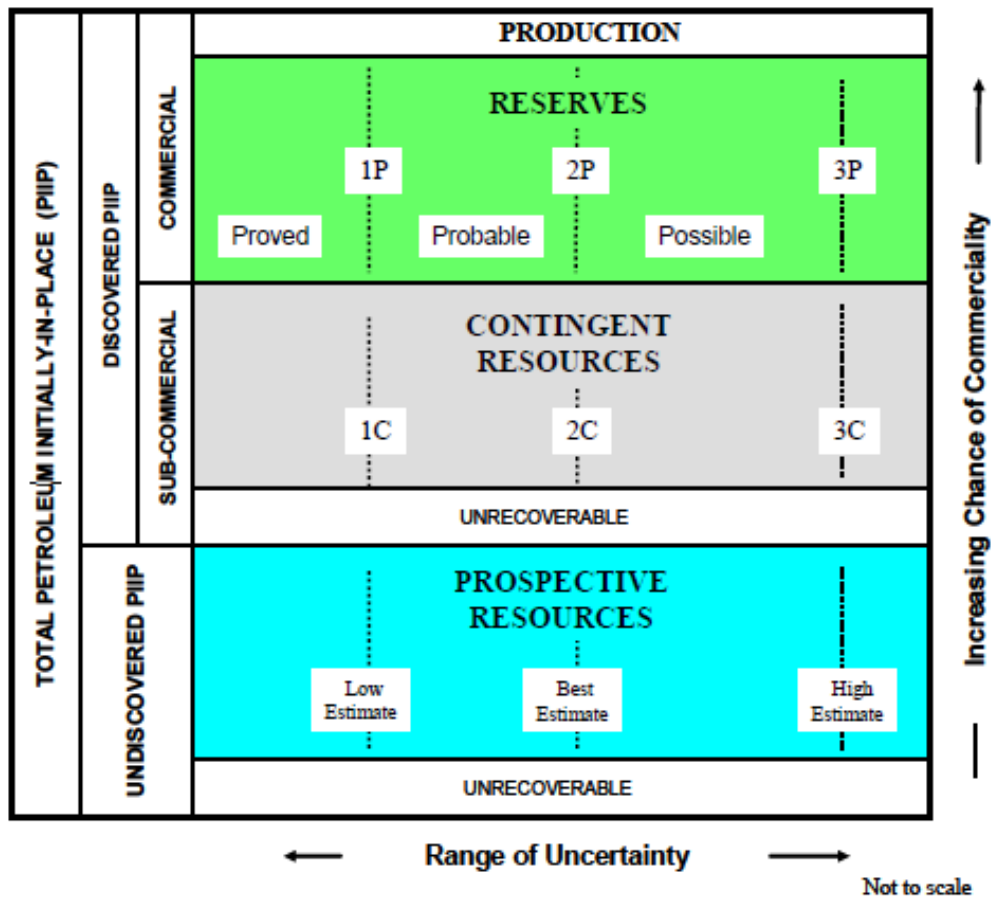 TOTAL PETROLEUM INITIALLY-IN-PLACE (PIIP)
DISCOVERED PIIP
UNDISCOVERED PIIP
COMMERCIAL
SUB-COMMERCIAL
PRODUCTION
RESERVES
1P
2P
3P
Proved
Probable
Possible
CONTINGENT
RESOURCES
1C
2C
3C
UNRECOVERABLE
PROSPECTIVE
RESOURCES
Low
Estimate
Best
Estimate
High
Estimate
UNRECOVERABLE
Increasing Chance of Commerciality
Range of Uncertainty
Not to scale